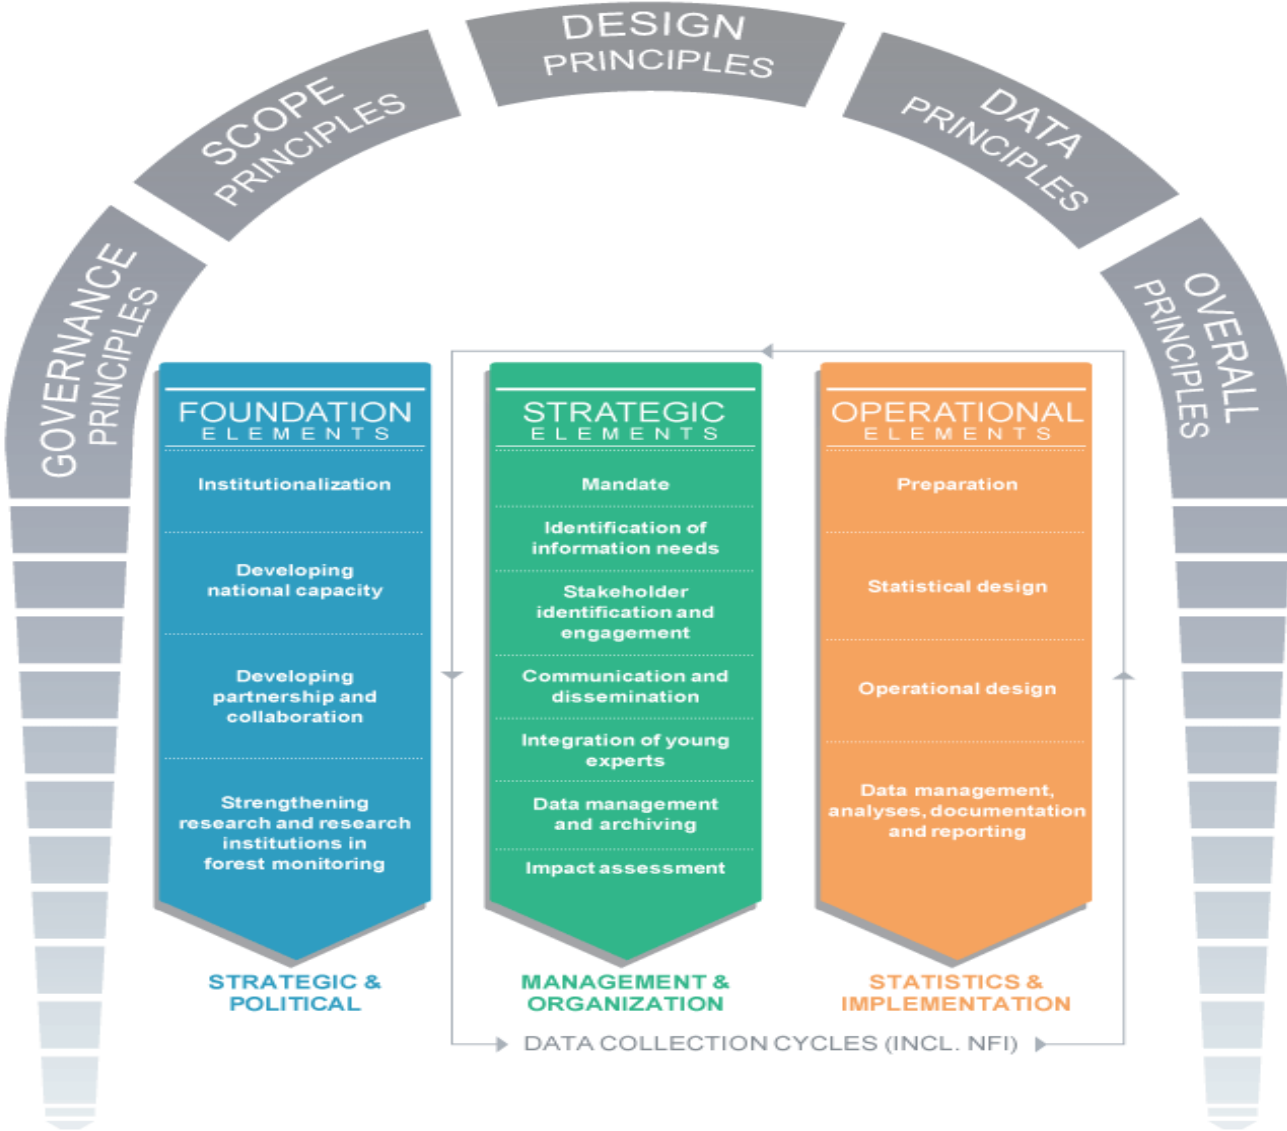 GOVERNANCE
PRINCIPLES
SCOPE
PRINCIPLES
DESIGN
PRINCIPLES
DATA
PRINCIPLES
OVERALL
PRINCIPLES
FOUNDATION
ELEMENTS
Institutionalization
Developing
national capacity
Developing
partnership and
collaboration
Strengthening
research and research
institutions in
forest monitoring
STRATEGIC &
POLITICAL
STRATEGIC
ELEMENTS
Mandate
Identification of
information needs
Stakeholder
identification and
engagement
Communication and
dissemination
Integration of young
experts
Data management
and archiving
Impact assessment
MANAGEMENT &
ORGANIZATION
OPERATIONAL
ELEMENTS
Preparation
Statistical design
Operational design
Data management,
analyses, documentation
and reporting
STATISTICS &
IMPLEMENTATION
DATA COLLECTION CYCLES (INCL. NFI)